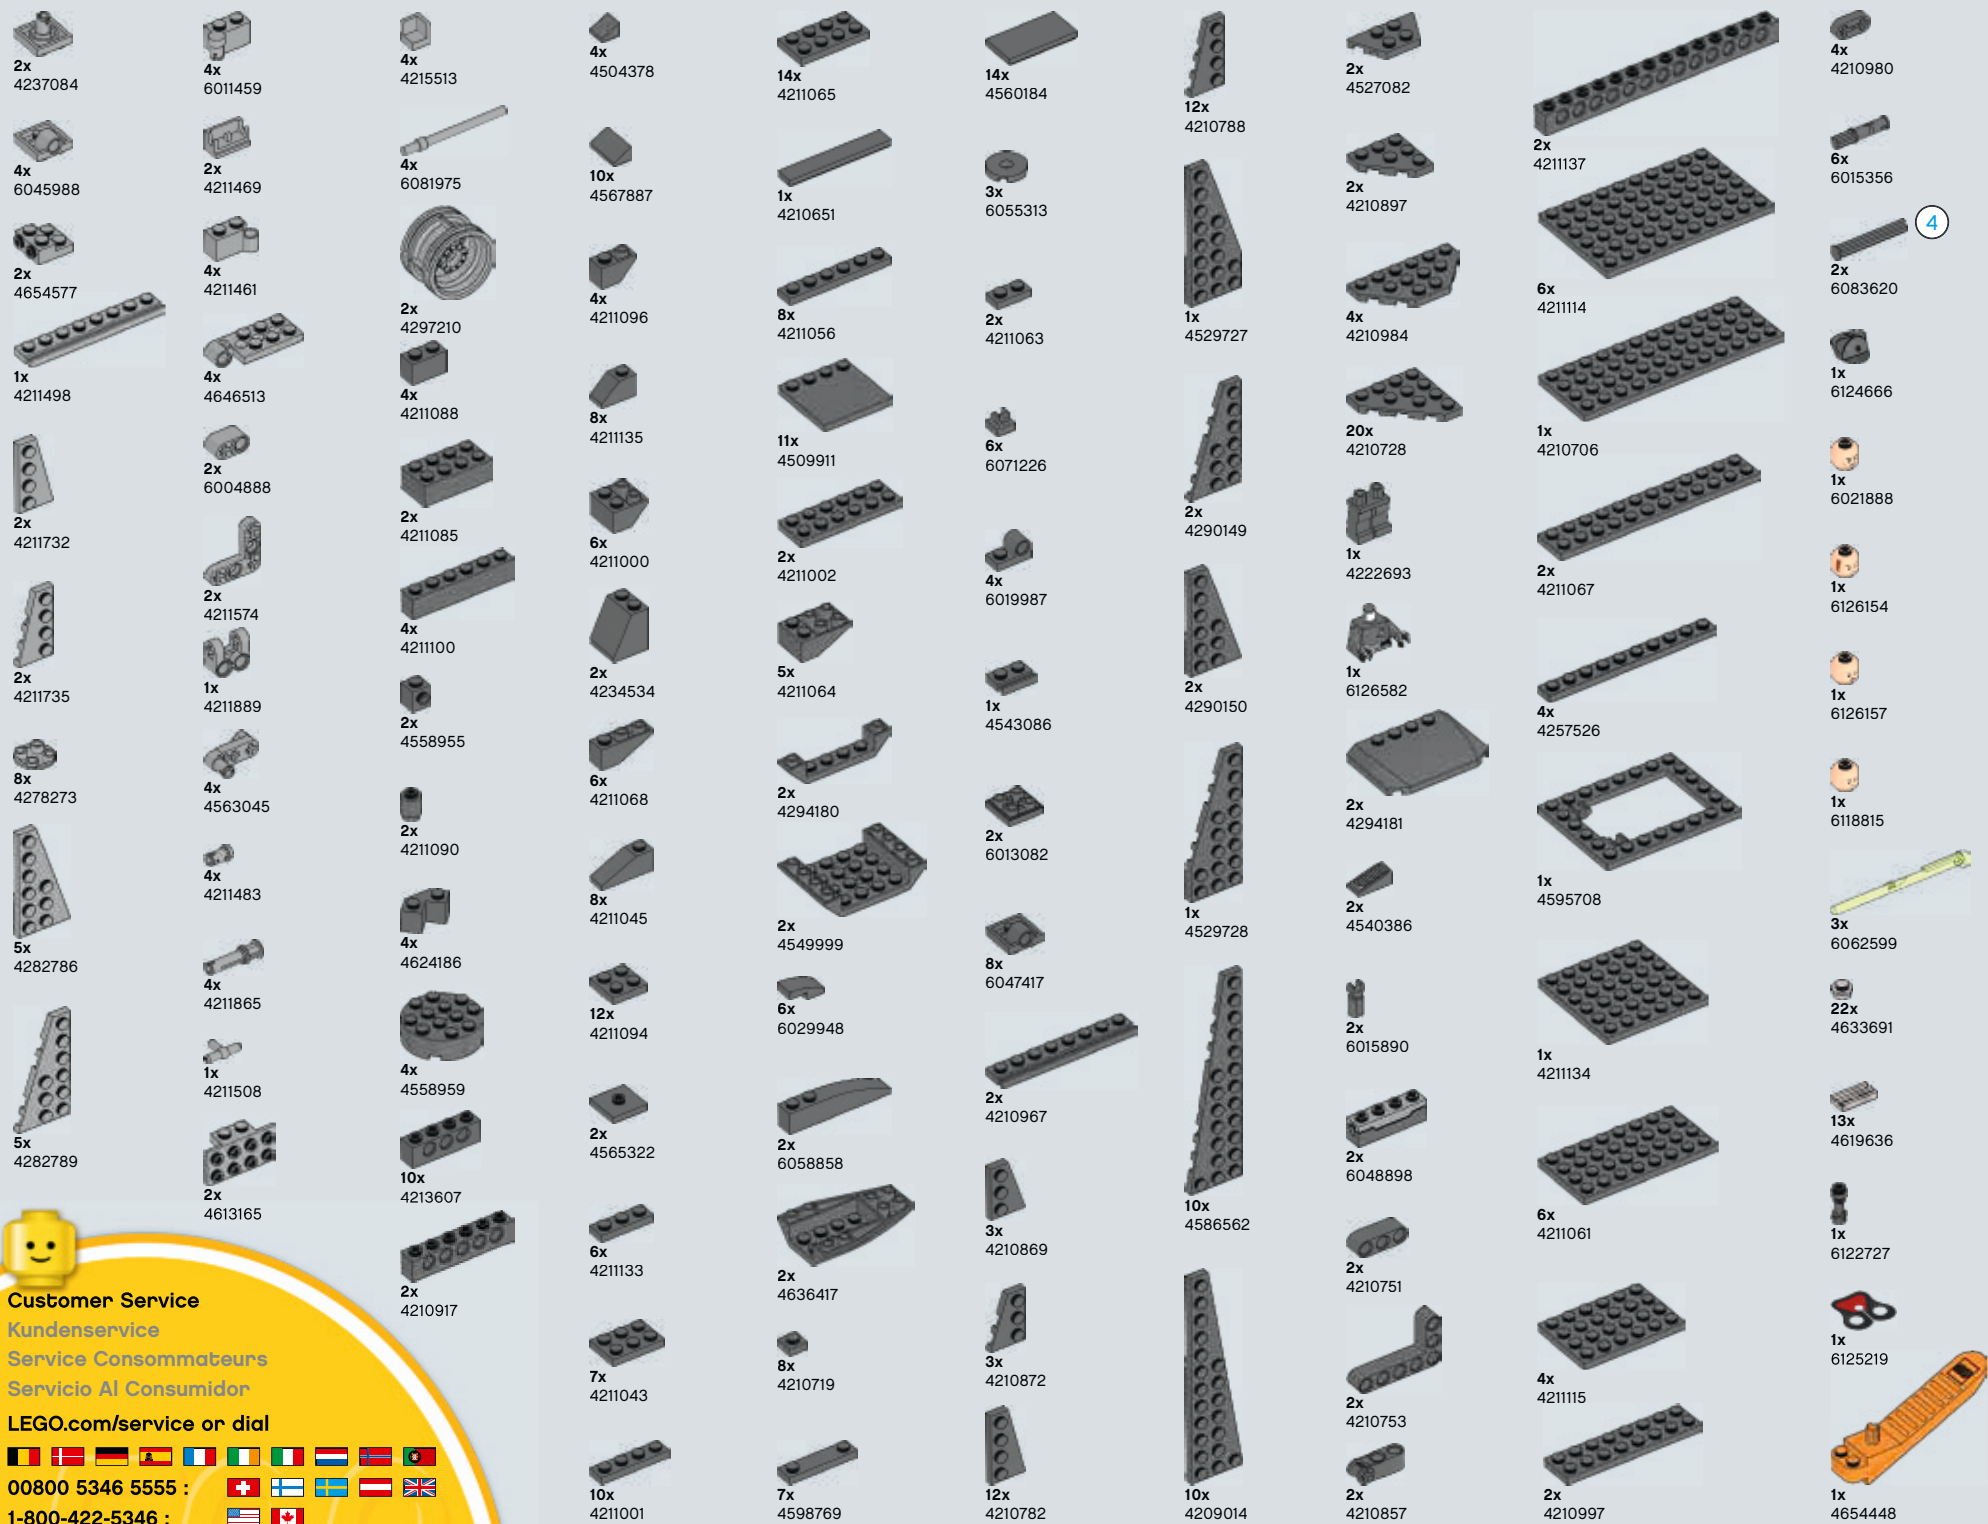 2x
4237084
4x
6045988
2x
4654577
1x
4211498
2x
4211732
2x
4211735
8x
4278273
5x
4282786
5x
4282789
4x
6011459
2x
4211469
4x
4211461
4x
4646513
2x
6004888
2x
4211574
1x
4211889
4x
4563045
4x
4211483
4x
4211865
1x
4211508
2x
4613165
4x
4215513
4x
6081975
2x
4297210
4x
4211088
2x
4211085
4x
4211100
2x
4558955
2x
4211090
4x
4624186
4x
4558959
10x
4213607
2x
4210917
4x
4504378
10x
4567887
4x
4211096
8x
4211135
6x
4211000
2x
4234534
6x
4211068
8x
4211045
12x
4211094
2x
4565322
6x
4211133
7x
4211043
10x
4211001
14x
4211065
1x
4210651
8x
4211056
11x
4509911
2x
4211002
5x
4211064
2x
4294180
2x
4549999
6x
6029948
2x
6058858
2x
4636417
8x
4210719
7x
4598769
14x
4560184
3x
6055313
2x
4211063
6x
6071226
4x
6019987
1x
4543086
2x
6013082
8x
6047417
2x
4210967
3x
4210869
3x
4210872
12x
4210782
12x
4210788
1x
4529727
2x
4290149
2x
4290150
1x
4529728
10x
4586562
10x
4209014
2x
4527082
2x
4210897
4x
4210984
20x
4210728
1x
4222693
1x
6126582
2x
4294181
2x
4540386
2x
6015890
2x
6048898
2x
4210751
2x
4210753
2x
4210857
2x
4211137
6x
4211114
1x
4210706
2x
4211067
4x
4257526
1x
4595708
1x
4211134
6x
4211061
4x
4211115
2x
4210997
4x
4210980
6x
6015356
4
2x
6083620
1x
6124666
1x
6021888
1x
6126154
1x
6126157
1x
6118815
3x
6062599
22x
4633691
13x
4619636
1x
6122727
1x
6125219
1x
4654448
Customer Service
Kundenservice
Service Consommateurs
Servicio Al Consumidor
LEGO.com/service or dial
00800 5346 5555 :
1-800-422-5346 :